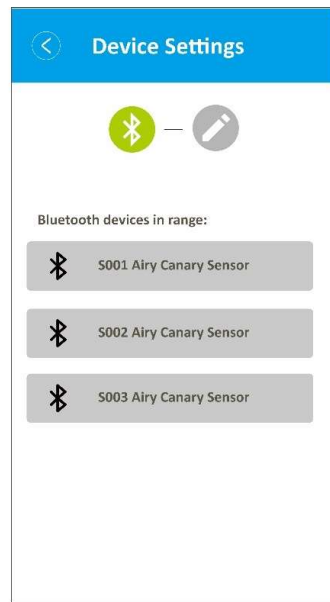 Device Settings
Bluetooth devices in range:
S001 Airy Canary Sensor
S002 Airy Canary Sensor
S003 Airy Canary Sensor